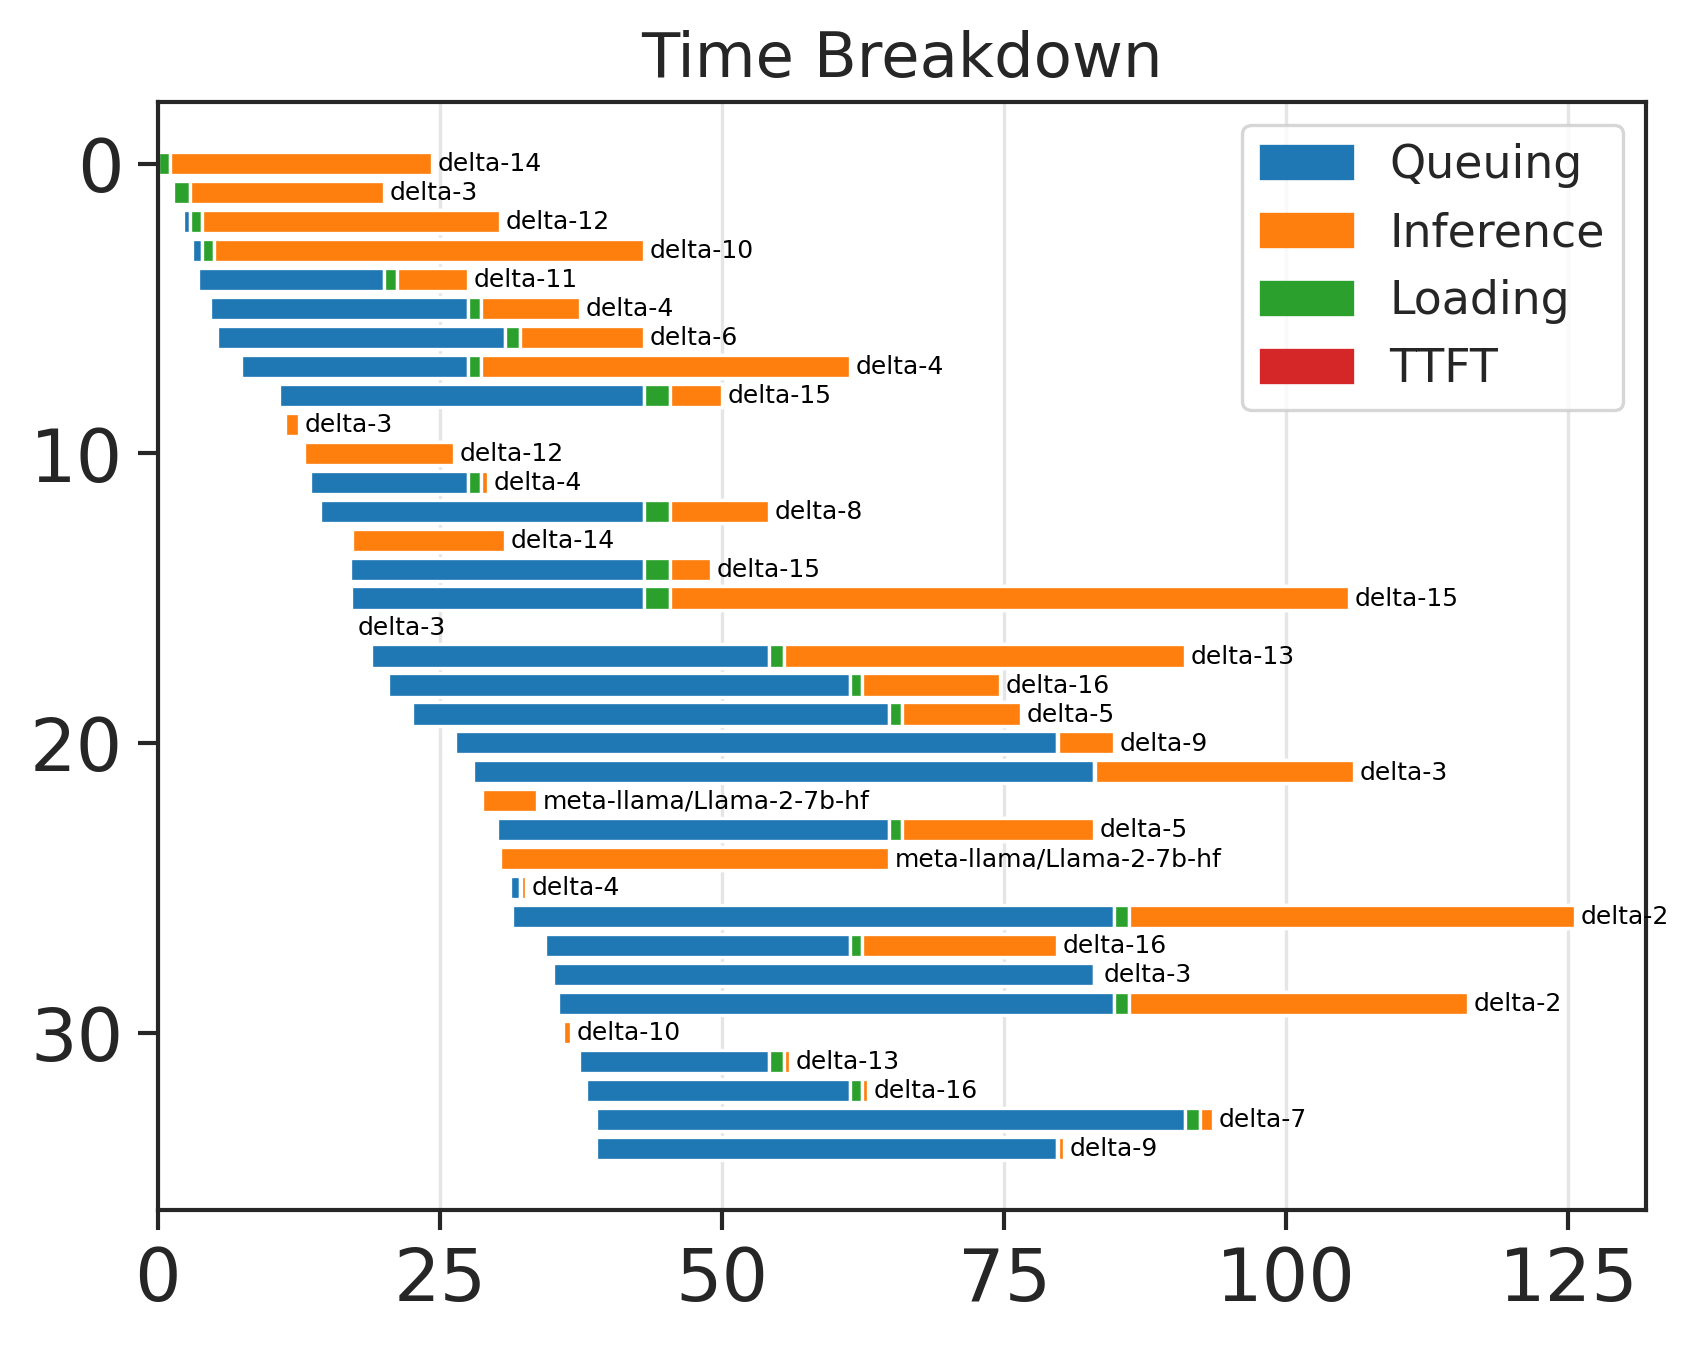 Time Breakdown
Queuing
Inference
Loading
TTFT
0
10
20
30
delta-14
delta-3
delta-12
delta-10
delta-11
delta-4
delta-6
delta-4
delta-15
delta-3
delta-12
delta-4
delta-8
delta-14
delta-15
delta-15
delta-3
delta-13
delta-16
delta-5
delta-9
delta-3
meta-llama/Llama-2-7b-hf
delta-5
meta-llama/Llama-2-7b-hf
delta-4
delta-2
delta-16
delta-3
delta-2
delta-10
delta-13
delta-16
delta-7
delta-9
0 25 50 75 100 125